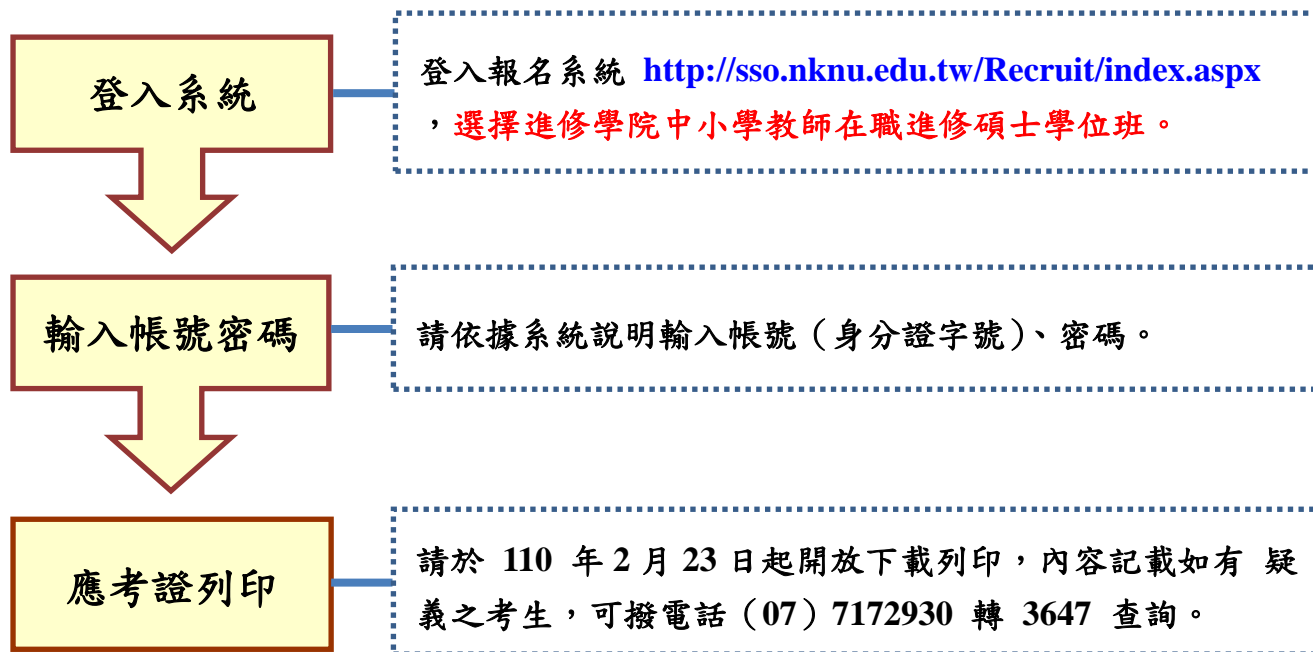 登入系統
登入報名系統 http://sso.nknu.edu.tw/Recruit/index.aspx
，選擇進修學院中小學教師在職進修碩士學位班。
輸入帳號密碼
請依據系統說明輸入帳號（身分證字號）、密碼。
應考證列印
請於 110 年 2 月 23 日起開放下載列印，內容記載如有 疑
義之考生，可撥電話（07）7172930 轉 3647 查詢。